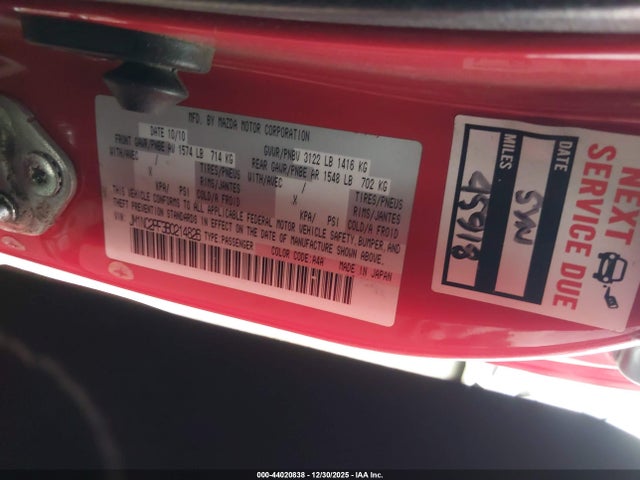 MFD. BY MAZDA MOTOR CORPORATION
DATE 10/10
GVWR/PNBV 3122 LB 1416 KG
FRONT GAWR/PNBE AV 1574 LB 714 KG
REAR GAWR/PNBE AR 1548 LB 702 KG
WITH/AVEC / TIRES/PNEUS
WITH/AVEC / TIRES/PNEUS
X RIMS/JANTES
X RIMS/JANTES
KPA/ PSI COLD/A FROID
KPA/ PSI COLD/A FROID
THIS VEHICLE CONFORMS TO ALL APPLICABLE FEDERAL MOTOR VEHICLE SAFETY, BUMPER, AND
THEFT PREVENTION STANDARDS IN EFFECT ON THE DATE OF MANUFACTURE SHOWN ABOVE.
TYPE:PASSENGER
COLOR CODE:A4A
MADE IN JAPAN
NEXT
SERVICE DUE
DATE
MILES
45918
000-44020838 - 12/30/2025 - IAA Inc.